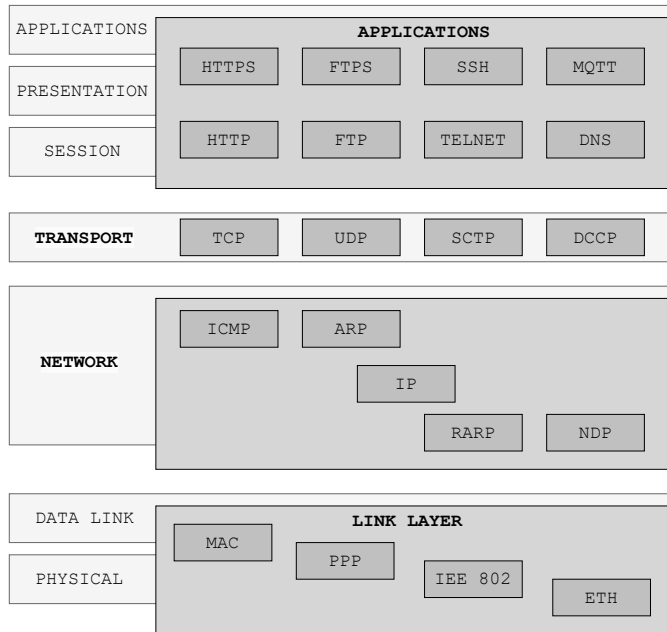 APPLICATIONS
APPLICATIONS
HTTPS FTPS SSH MQTT
PRESENTATION
HTTP FTP TELNET DNS
SESSION
TRANSPORT TCP UDP SCTP DCCP
ICMP ARP
NETWORK
IP
RARP NDP
DATA LINK
LINK LAYER
MAC
PPP
PHYSICAL
IEE 802
ETH